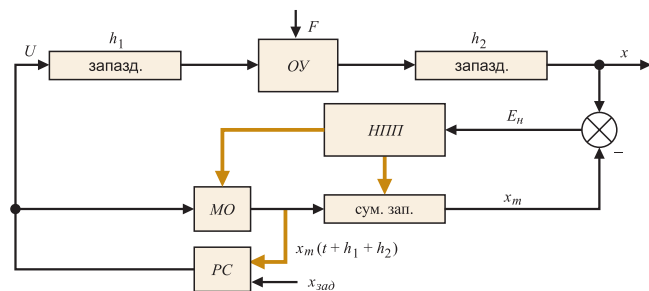 h₁
h₂
U
F
x
запазд.
ОУ
запазд.
НПП
Eн
–
МО
сум. зап.
xm
xm (t + h₁ + h₂)
РС
xзад